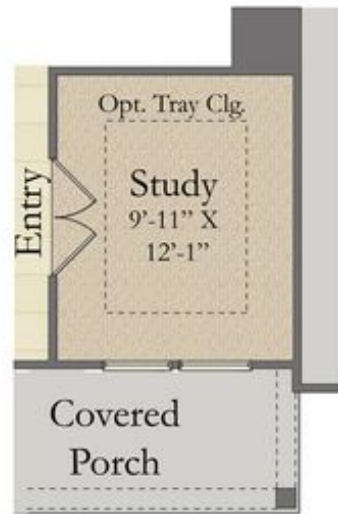 Opt. Tray Clg.
Study
9'-11" X
12'-1"
Entry
Covered
Porch